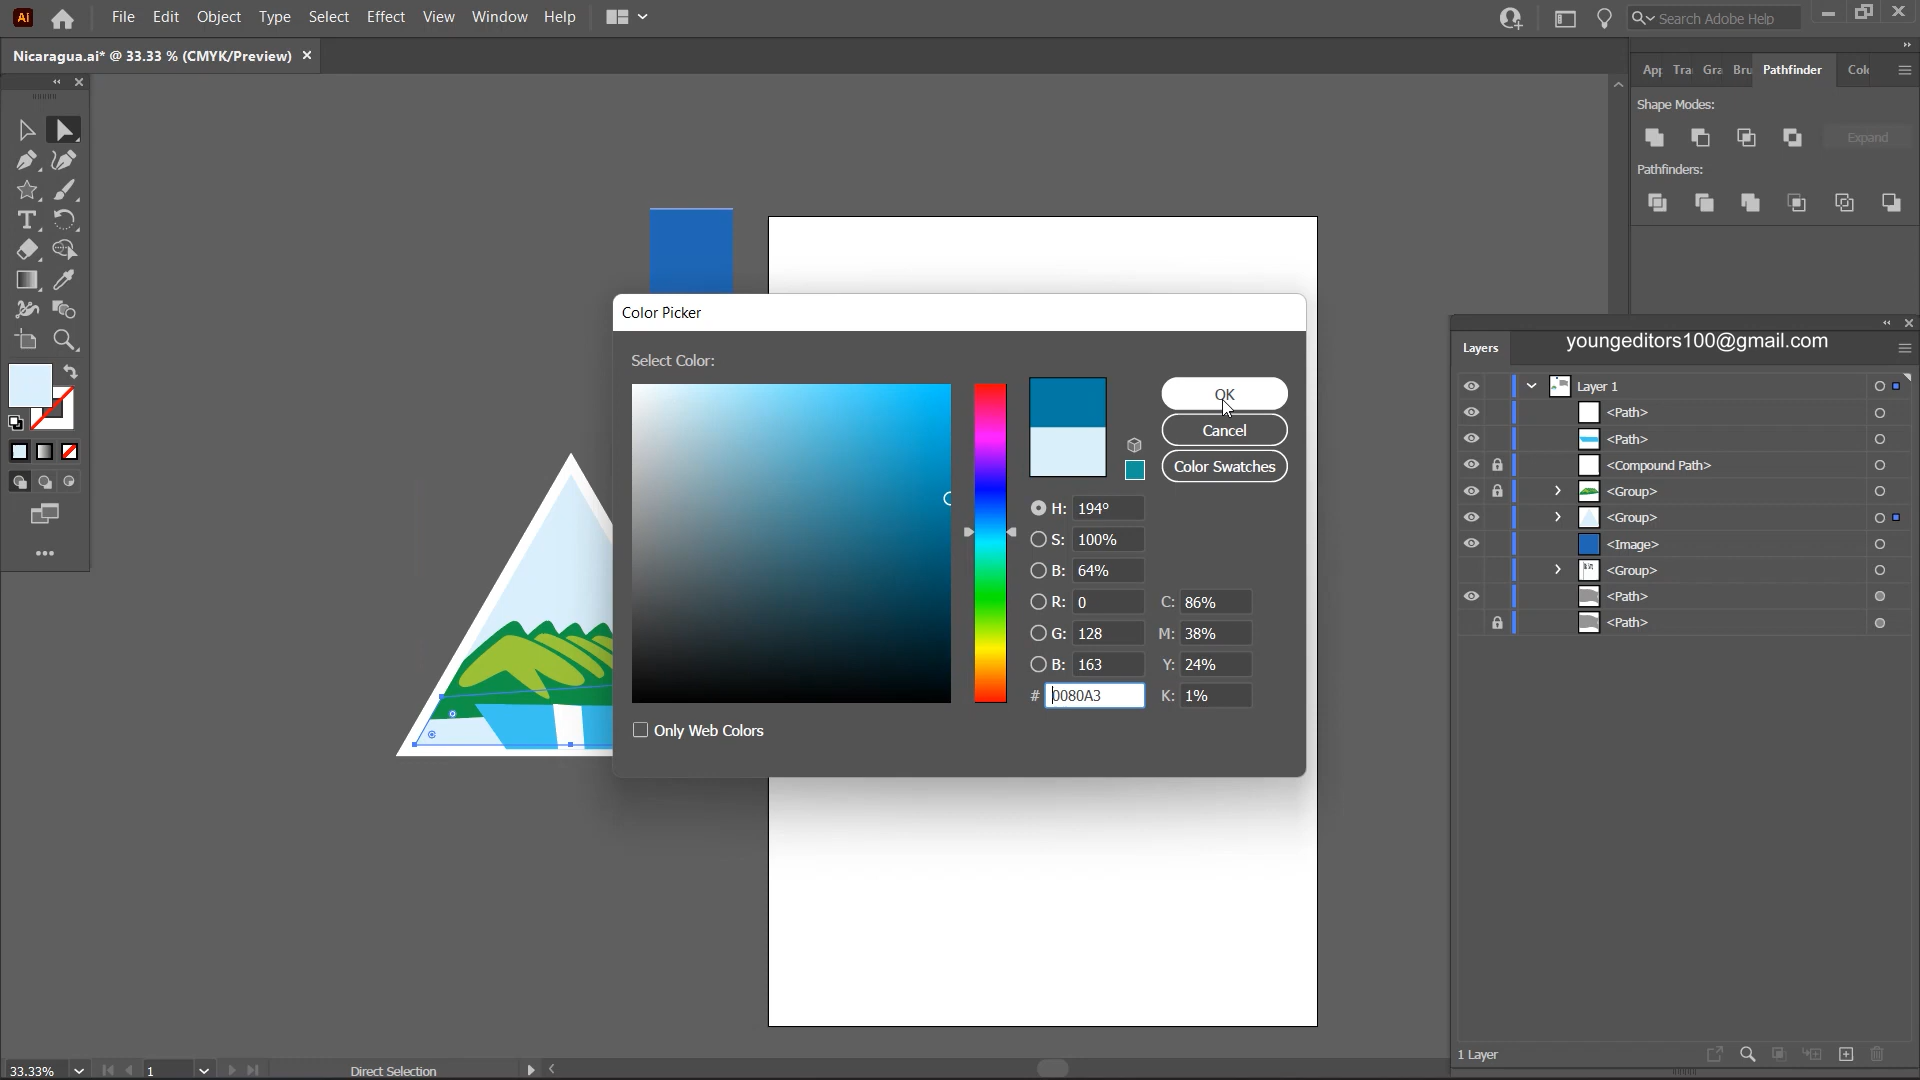 Ai File Edit Object Type Select Effect View Window Help Search Adobe Help
Nicaragua.ai* @ 33.33 % (CMYK/Preview) ×
Tra Gra Bru Pathfinder
Shape Modes:
Expand
Pathfinders:
Color Picker
Select Color:
OK
Cancel
Color Swatches
H: 194°
S: 100%
B: 64%
R: 0 C: 86%
G: 128 M: 38%
B: 163 Y: 24%
# 0080A3 K: 1%
Only Web Colors
youngeditors100@gmail.com
Layers
Layer 1
<Path>
<Path>
<Compound Path>
<Group>
<Group>
<Image>
<Group>
<Path>
<Path>
1 Layer
33.33% 1 Direct Selection